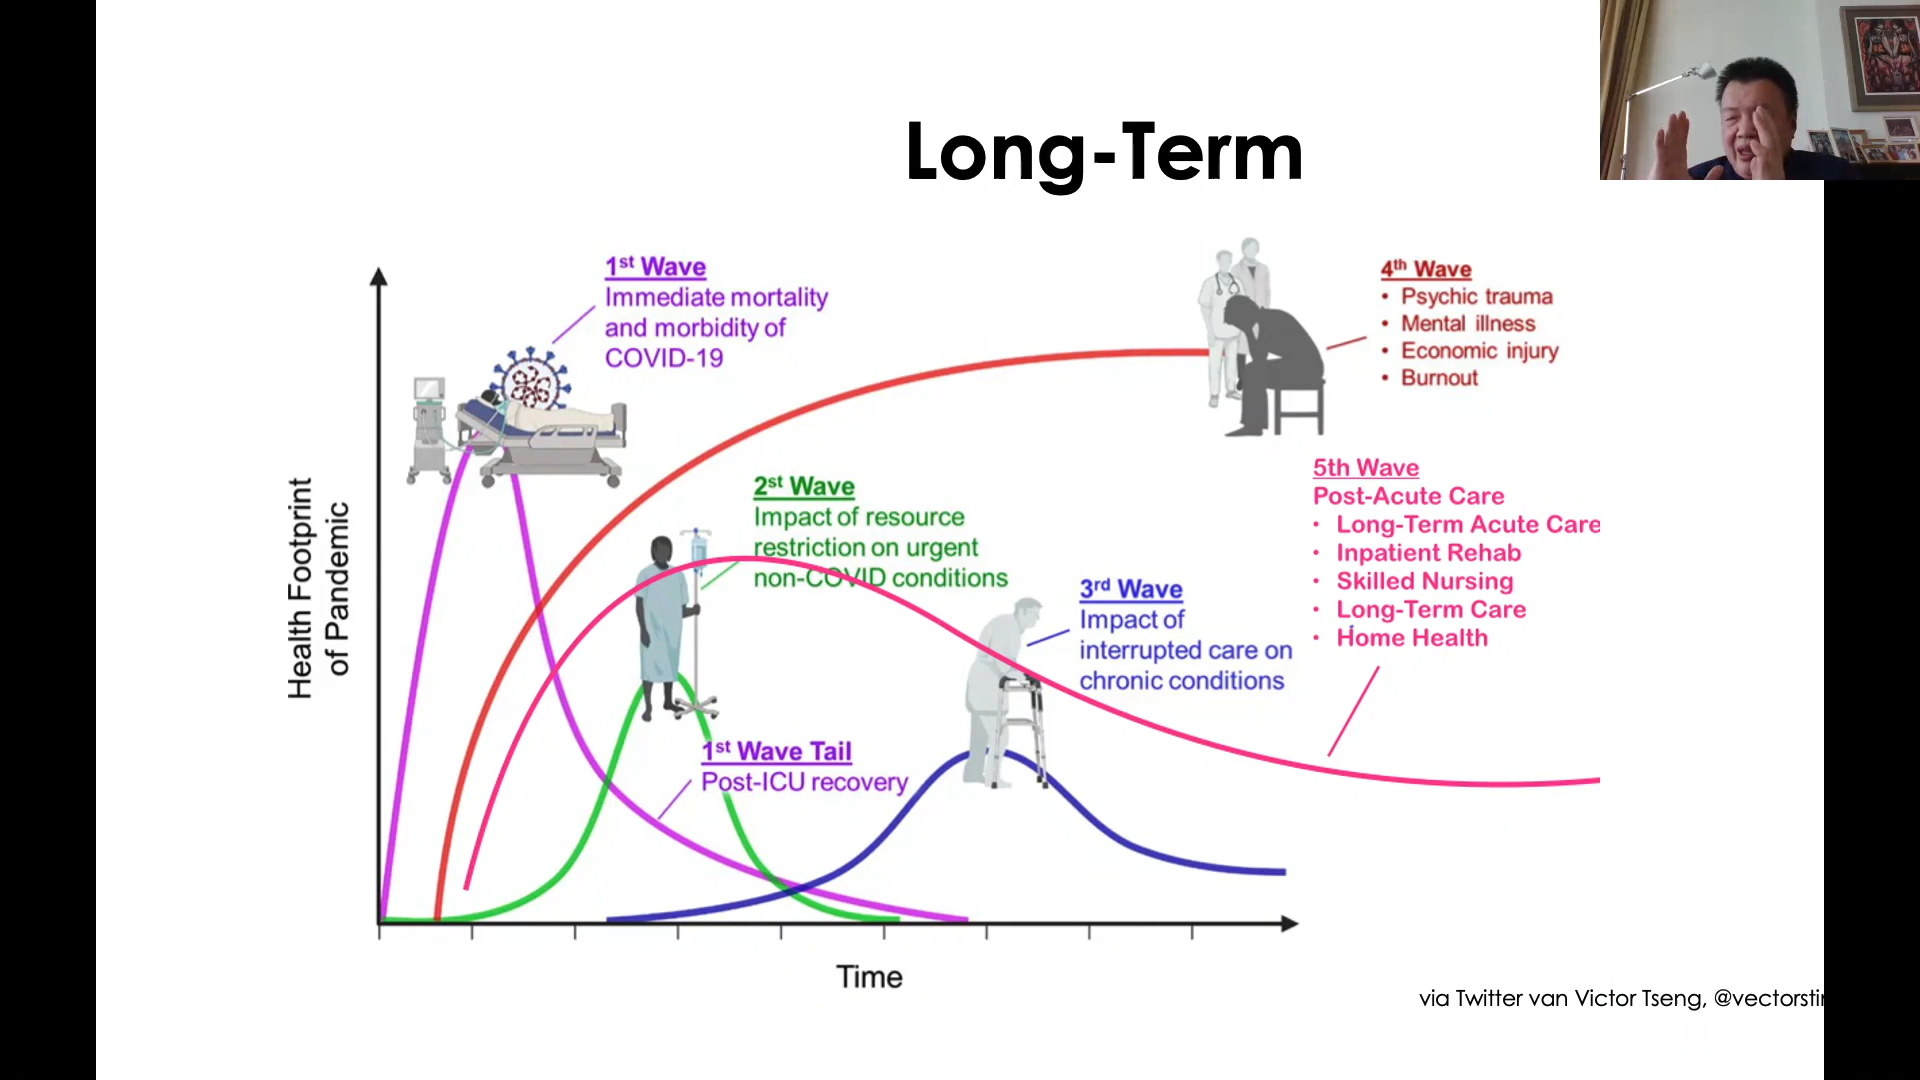 Long-Term
1st Wave
Immediate mortality
and morbidity of
COVID-19
4th Wave
• Psychic trauma
• Mental illness
• Economic injury
• Burnout
2st Wave
Impact of resource
restriction on urgent
non-COVID conditions
5th Wave
Post-Acute Care
• Long-Term Acute Care
• Inpatient Rehab
• Skilled Nursing
• Long-Term Care
• Home Health
3rd Wave
Impact of
interrupted care on
chronic conditions
1st Wave Tail
Post-ICU recovery
Health Footprint
of Pandemic
Time
via Twitter van Victor Tseng,